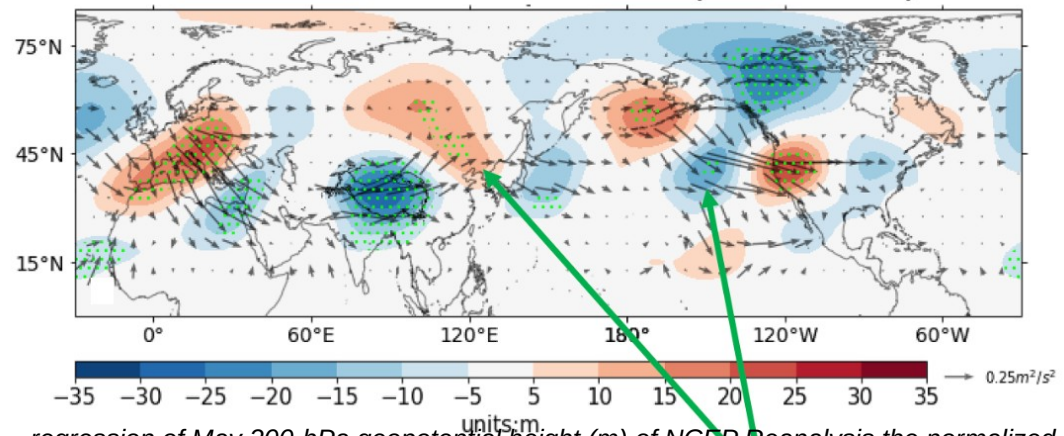 75°N
45°N
15°N
0° 60°E 120°E 180° 120°W 60°W
−35 −30 −25 −20 −15 −10 −5 5 10 15 20 25 30 35
0.25m²/s²
units:m
regression of May 200-hPa geopotential height (m) of NCEP Reanalysis the normalized